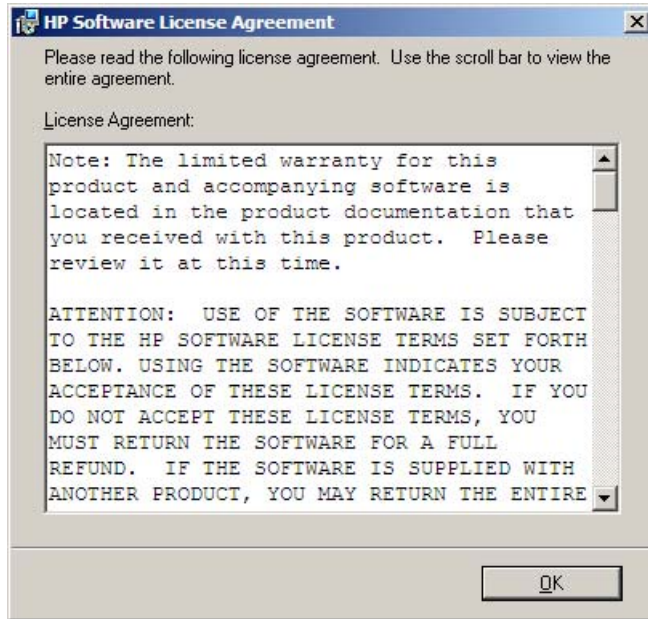 HP Software License Agreement
Please read the following license agreement.  Use the scroll bar to view the
entire agreement.
License Agreement:
Note: The limited warranty for this
product and accompanying software is
located in the product documentation that
you received with this product.  Please
review it at this time.
ATTENTION:  USE OF THE SOFTWARE IS SUBJECT
TO THE HP SOFTWARE LICENSE TERMS SET FORTH
BELOW. USING THE SOFTWARE INDICATES YOUR
ACCEPTANCE OF THESE LICENSE TERMS.  IF YOU
DO NOT ACCEPT THESE LICENSE TERMS, YOU
MUST RETURN THE SOFTWARE FOR A FULL
REFUND.  IF THE SOFTWARE IS SUPPLIED WITH
ANOTHER PRODUCT, YOU MAY RETURN THE ENTIRE
OK